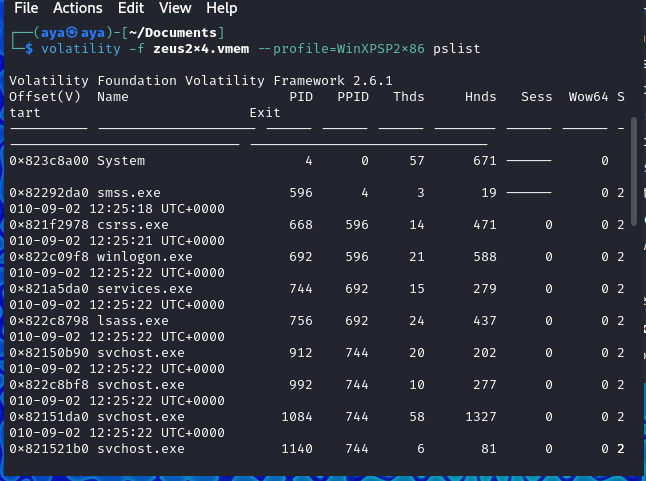 File Actions Edit View Help
┌──(aya㉿aya)-[~/Documents]
└─$ volatility -f zeus2×4.vmem --profile=WinXPSP2×86 pslist
Volatility Foundation Volatility Framework 2.6.1
Offset(V)  Name                    PID   PPID   Thds     Hnds   Sess  Wow64 S
tart                          Exit
────────── ──────────────────── ────── ────── ────── ──────── ────── ────── ─
───────────────────────────── ──────────────────────────────
0×823c8a00 System                    4      0     57      671 ──────      0
0×82292da0 smss.exe                596      4      3       19 ──────      0 2
010-09-02 12:25:18 UTC+0000
0×821f2978 csrss.exe               668    596     14      471      0      0 2
010-09-02 12:25:21 UTC+0000
0×822c09f8 winlogon.exe            692    596     21      588      0      0 2
010-09-02 12:25:22 UTC+0000
0×821a5da0 services.exe            744    692     15      279      0      0 2
010-09-02 12:25:22 UTC+0000
0×822c8798 lsass.exe               756    692     24      437      0      0 2
010-09-02 12:25:22 UTC+0000
0×82150b90 svchost.exe             912    744     20      202      0      0 2
010-09-02 12:25:22 UTC+0000
0×822c8bf8 svchost.exe             992    744     10      277      0      0 2
010-09-02 12:25:22 UTC+0000
0×82151da0 svchost.exe            1084    744     58     1327      0      0 2
010-09-02 12:25:22 UTC+0000
0×821521b0 svchost.exe            1140    744      6       81      0      0 2